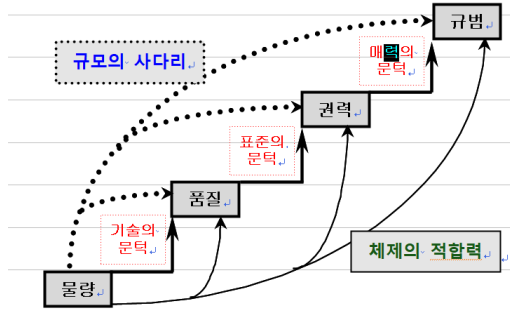 규범
규모의 사다리
매력의
문턱
권력
표준의
문턱
품질
기술의
문턱
체제의 적합력
물량